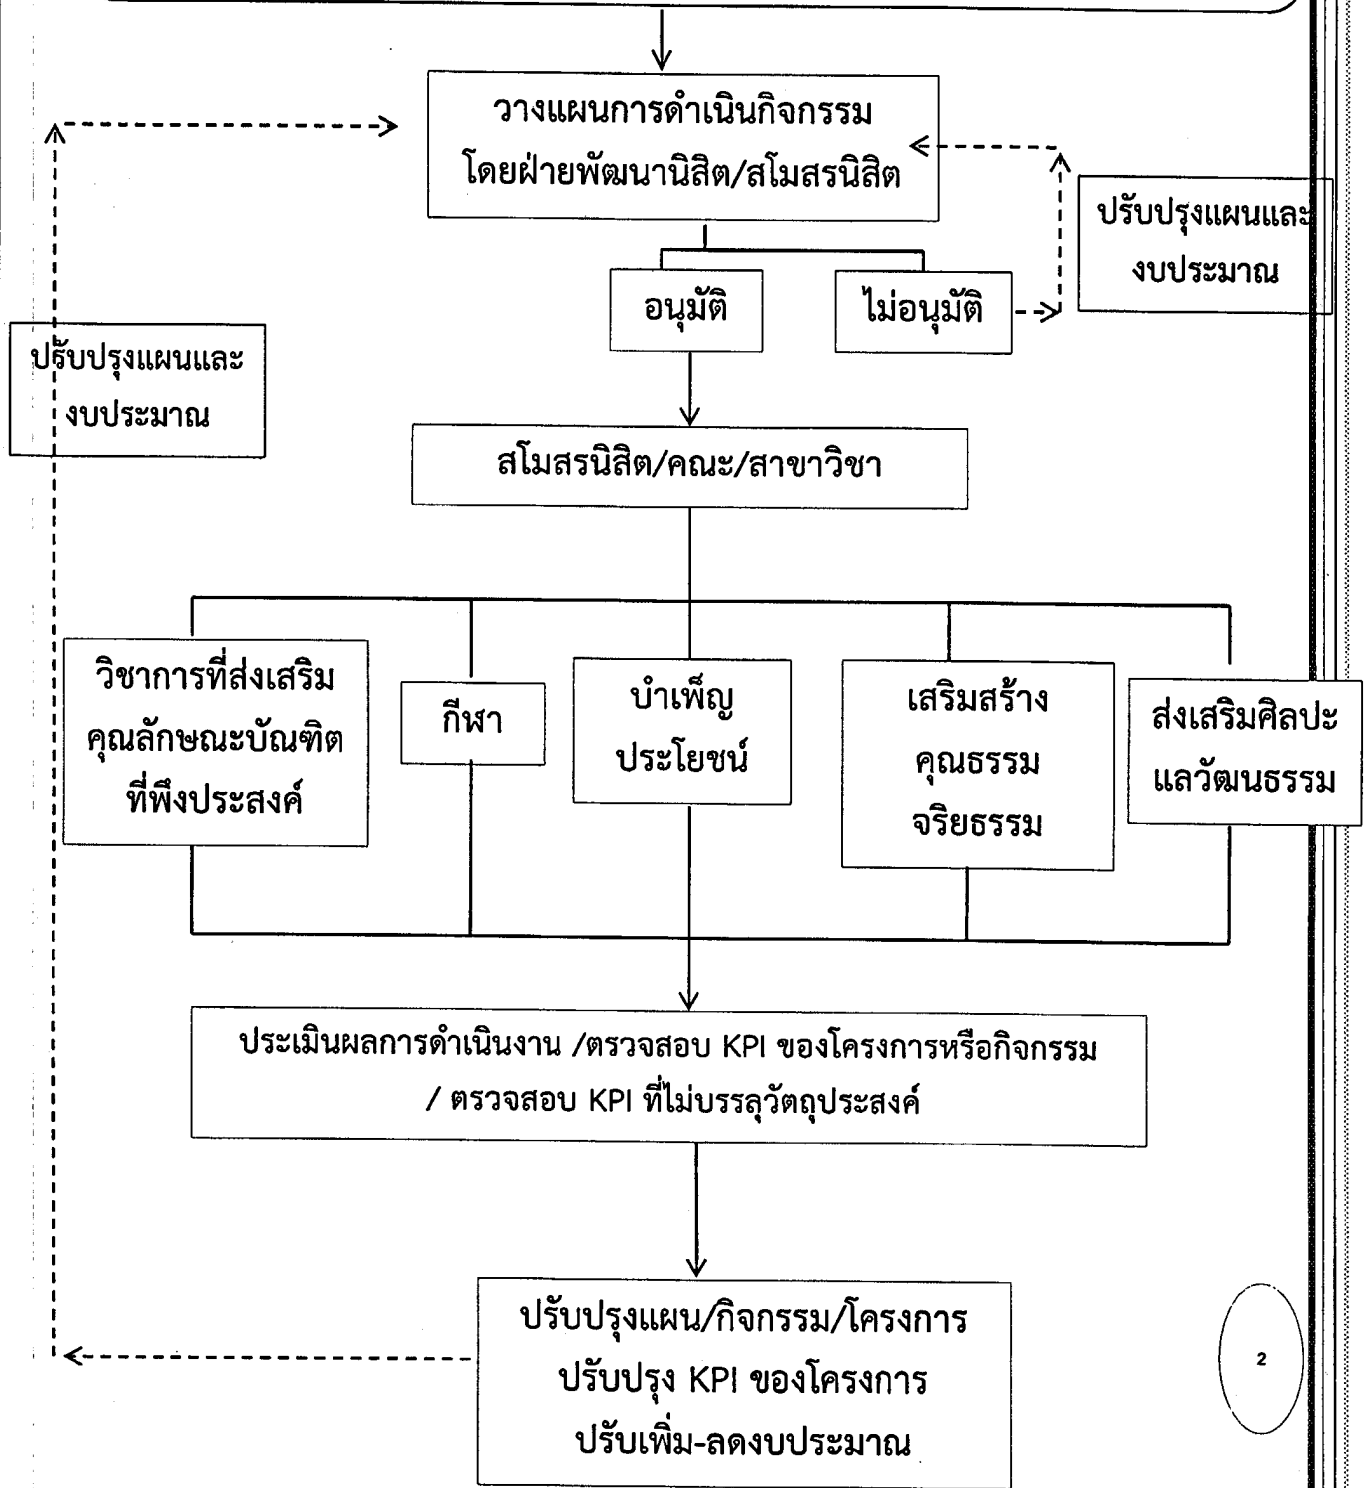 วางแผนการดำเนินกิจกรรม
โดยฝ่ายพัฒนานิสิต/สโมสรนิสิต
ปรับปรุงแผนและ
งบประมาณ
อนุมัติ
ไม่อนุมัติ
ปรับปรุงแผนและ
งบประมาณ
สโมสรนิสิต/คณะ/สาขาวิชา
วิชาการที่ส่งเสริม
คุณลักษณะบัณฑิต
ที่พึงประสงค์
กีฬา
บำเพ็ญ
ประโยชน์
เสริมสร้าง
คุณธรรม
จริยธรรม
ส่งเสริมศิลปะ
แลวัฒนธรรม
ประเมินผลการดำเนินงาน /ตรวจสอบ KPI ของโครงการหรือกิจกรรม
/ ตรวจสอบ KPI ที่ไม่บรรลุวัตถุประสงค์
ปรับปรุงแผน/กิจกรรม/โครงการ
ปรับปรุง KPI ของโครงการ
ปรับเพิ่ม-ลดงบประมาณ
2